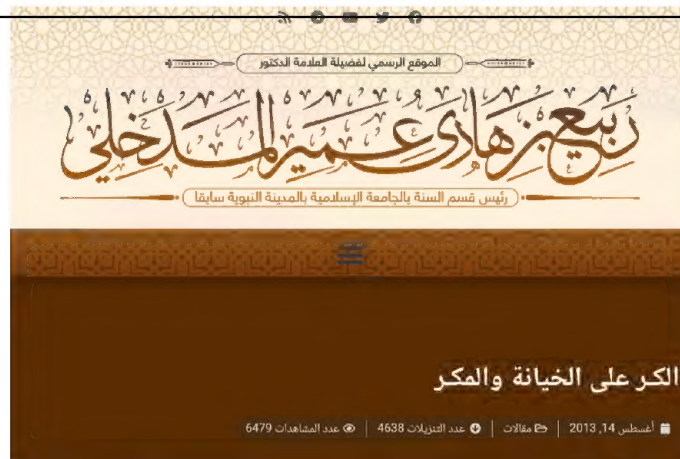 الموقع الرسمي لفضيلة العلامة الدكتور
ربيع بن هادي عمير المدخلي
رئيس قسم السنة بالجامعة الإسلامية بالمدينة النبوية سابقا
الكر على الخيانة والمكر
أغسطس 14, 2013 | مقالات | عدد التنزيلات 4638 | عدد المشاهدات 6479